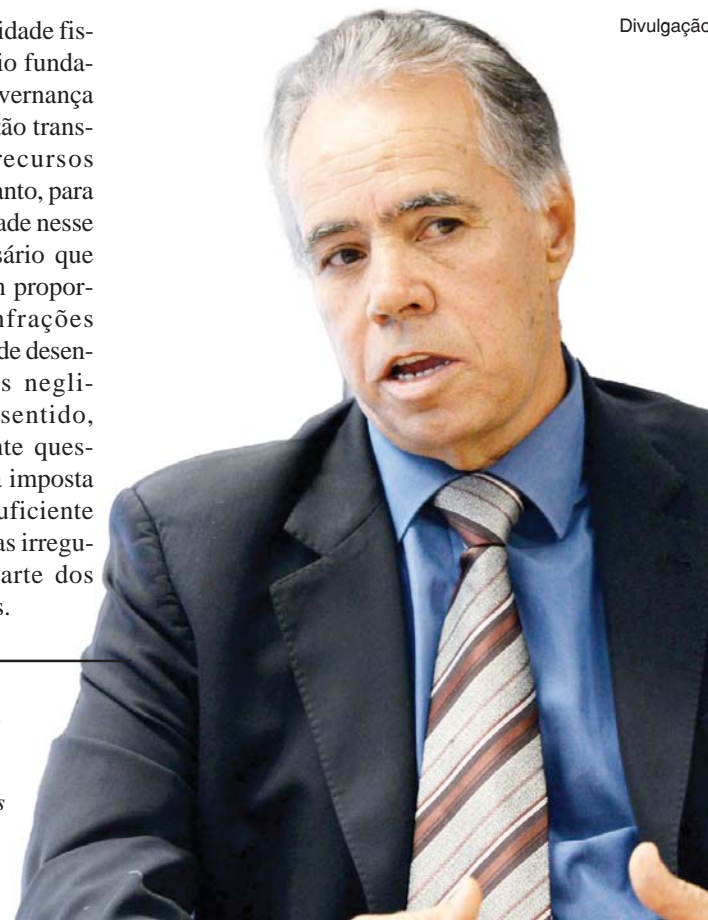 Divulgação
idade fis-
io funda-
vernança
tão trans-
recursos
anto, para
ade nesse
sário que
n propor-
nfrações
de desen-
s negli-
sentido,
nte ques-
a imposta
uficiente
as irregu-
arte dos
s.
s